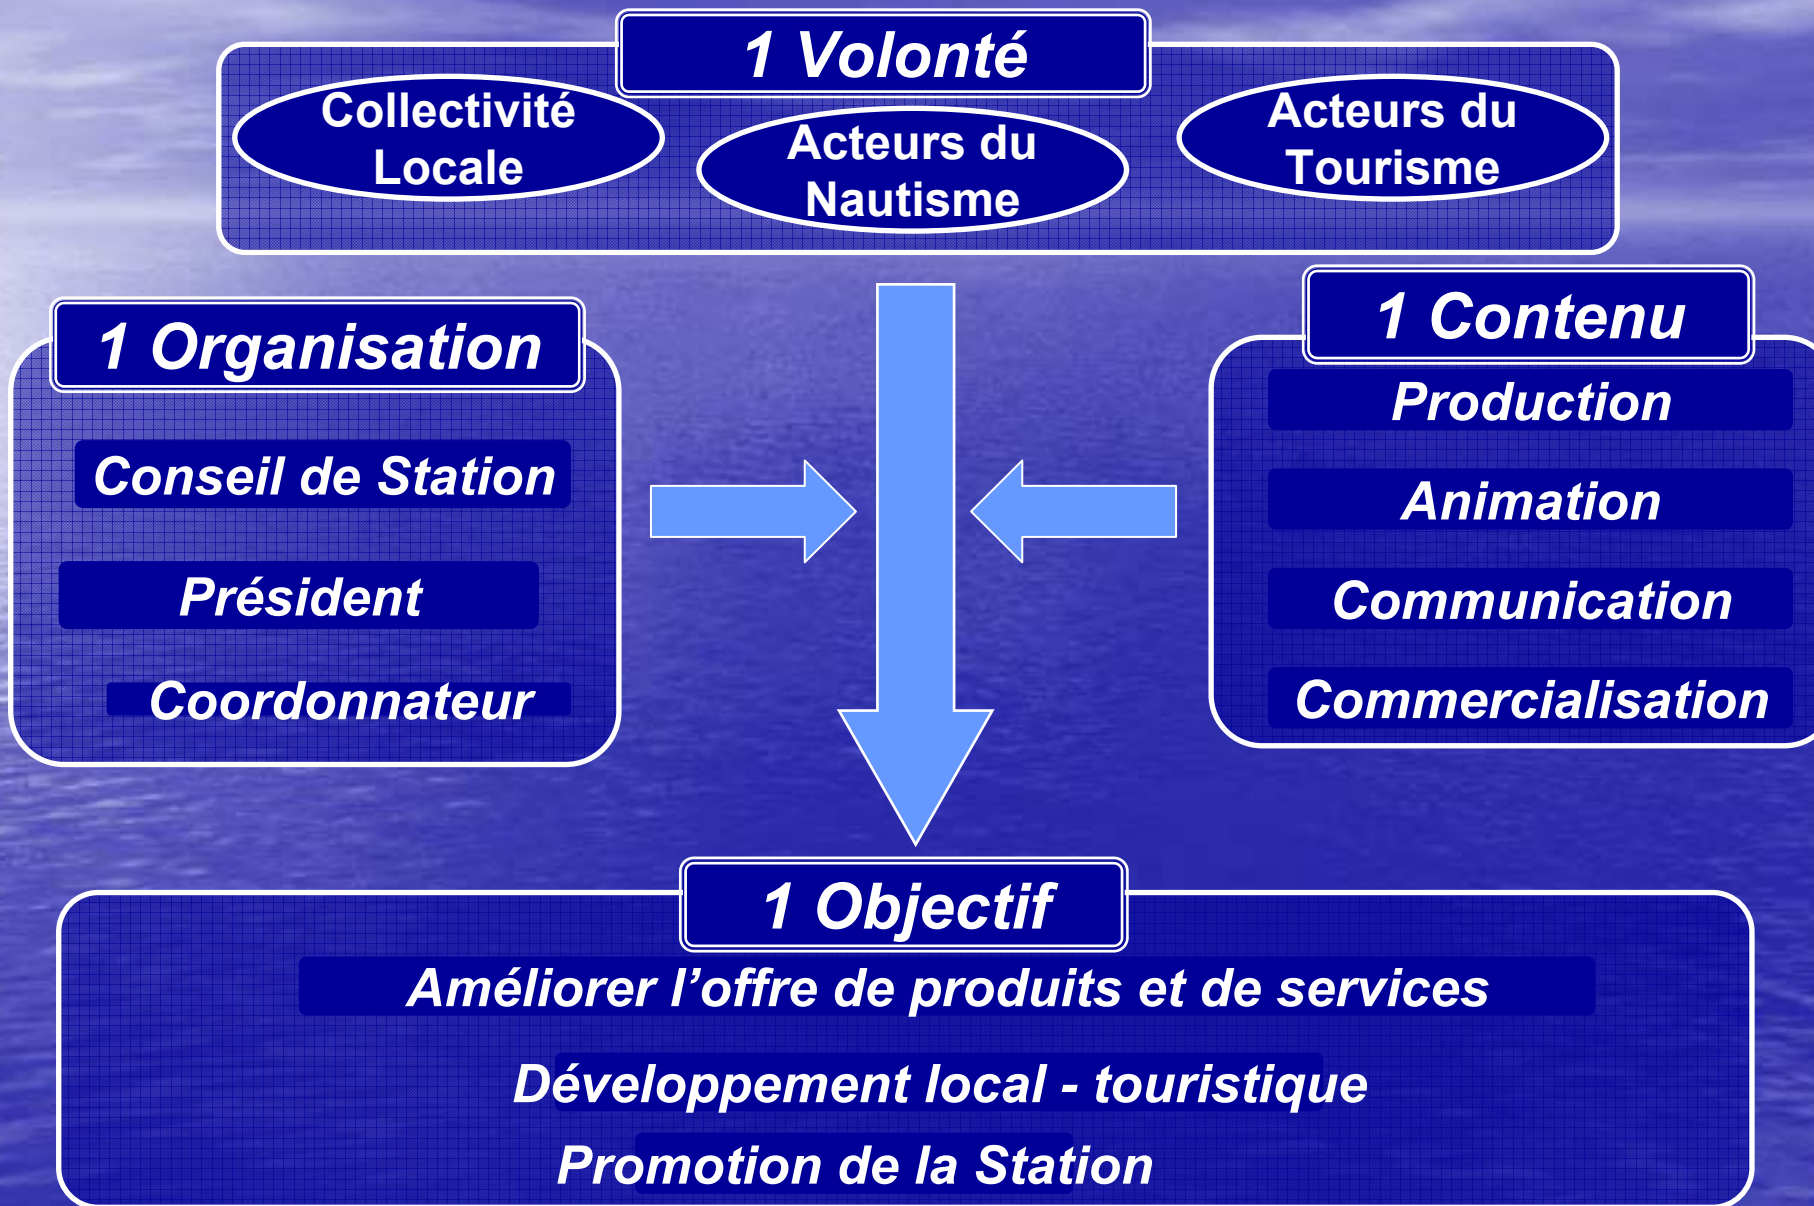 1 Volonté
Collectivité
Locale
Acteurs du
Nautisme
Acteurs du
Tourisme
1 Organisation
Conseil de Station
Président
Coordonnateur
1 Contenu
Production
Animation
Communication
Commercialisation
1 Objectif
Améliorer l’offre de produits et de services
Développement local - touristique
Promotion de la Station